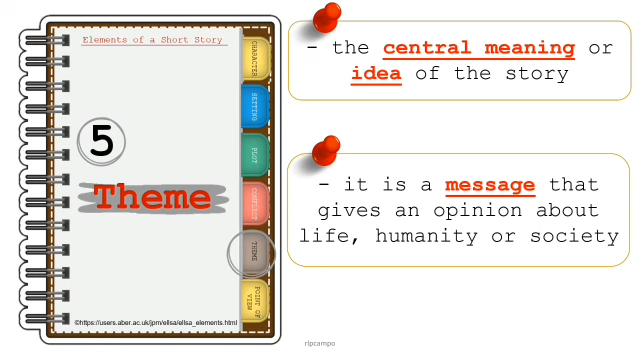 Elements of a Short Story
5
Theme
CHARACTER
SETTING
PLOT
CONFLICT
THEME
POINT OF
VIEW
©https://users.aber.ac.uk/jpm/ellsa/ellsa_elements.html
- the central meaning or
idea of the story
- it is a message that
gives an opinion about
life, humanity or society
rlpcampo